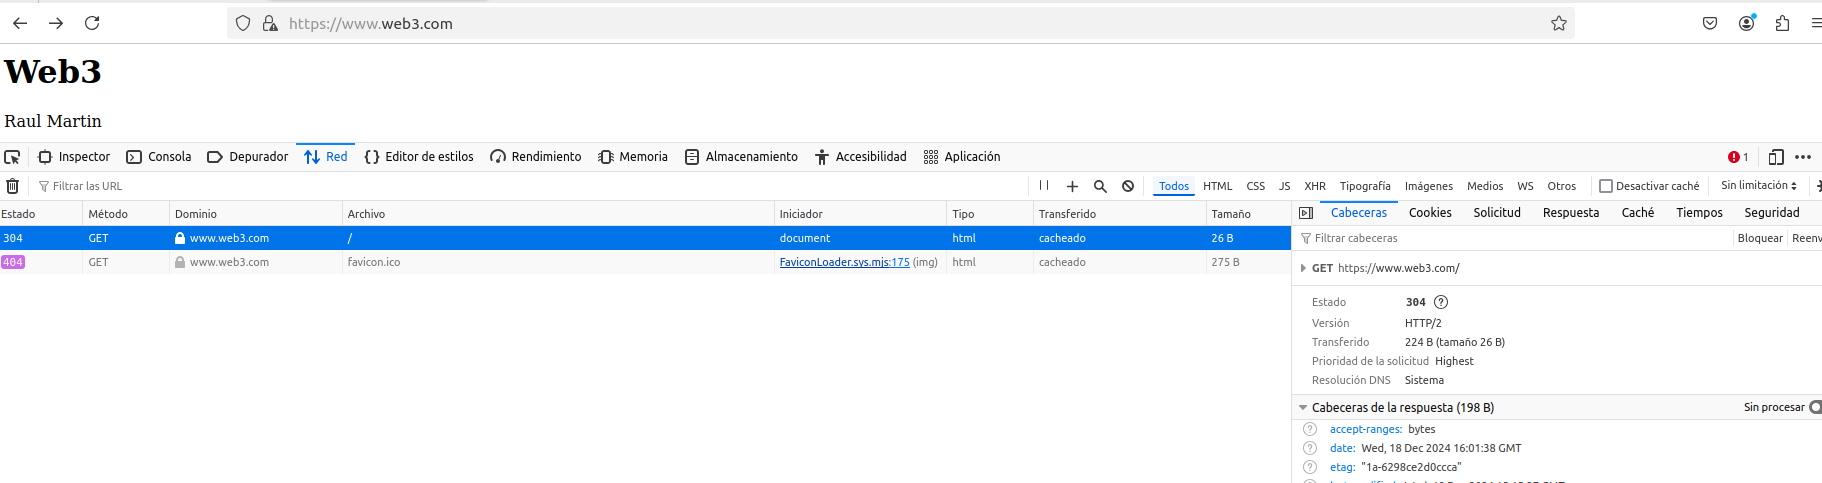 https://www.web3.com
Web3
Raul Martin
Inspector Consola Depurador Red Editor de estilos Rendimiento Memoria Almacenamiento Accesibilidad Aplicación 1
Filtrar las URL Todos HTML CSS JS XHR Tipografía Imágenes Medios WS Otros Desactivar caché Sin limitación
Estado Método Dominio Archivo Iniciador Tipo Transferido Tamaño
304 GET www.web3.com / document html cacheado 26 B
404 GET www.web3.com favicon.ico FaviconLoader.sys.mjs:175 (img) html cacheado 275 B
Cabeceras Cookies Solicitud Respuesta Caché Tiempos Seguridad
Filtrar cabeceras Bloquear Reenv
GET https://www.web3.com/
Estado 304
Versión HTTP/2
Transferido 224 B (tamaño 26 B)
Prioridad de la solicitud Highest
Resolución DNS Sistema
Cabeceras de la respuesta (198 B) Sin procesar
accept-ranges: bytes
date: Wed, 18 Dec 2024 16:01:38 GMT
etag: "1a-6298ce2d0ccca"